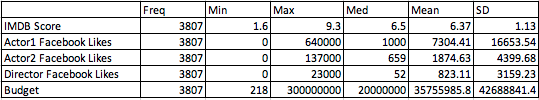 Freq Min Max Med Mean SD
IMDB Score 3807 1.6 9.3 6.5 6.37 1.13
Actor1 Facebook Likes 3807 0 640000 1000 7304.41 16653.54
Actor2 Facebook Likes 3807 0 137000 659 1874.63 4399.68
Director Facebook Likes 3807 0 23000 52 823.11 3159.23
Budget 3807 218 300000000 20000000 35755985.8 42688841.4